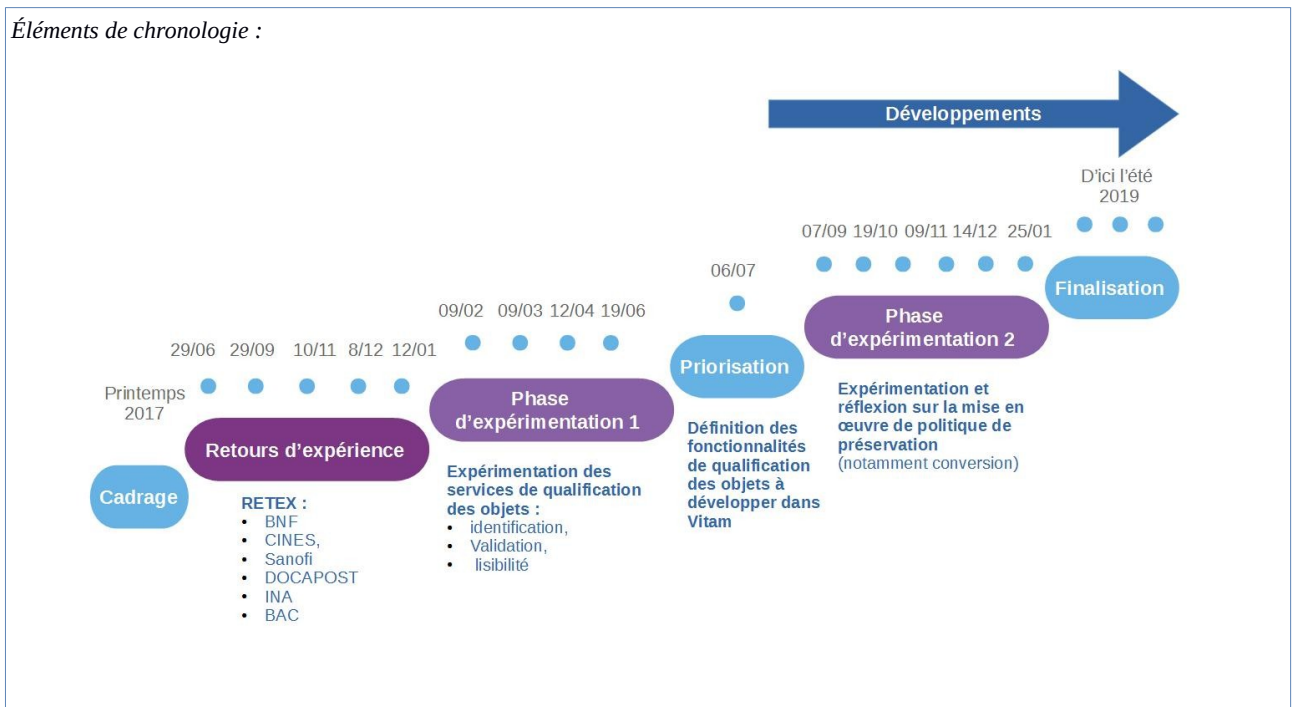 Éléments de chronologie :
Développements
D'ici l'été
2019
07/09 19/10 09/11 14/12 25/01
Finalisation
06/07
Phase
d'expérimentation 2
09/02 09/03 12/04 19/06
Priorisation
29/06 29/09 10/11 8/12 12/01
Phase
d'expérimentation 1
Printemps
2017
Retours d'expérience
Cadrage
RETEX :
• BNF
• CINES,
• Sanofi
• DOCAPOST
• INA
• BAC
Expérimentation des
services de qualification
des objets :
• identification,
• Validation,
• lisibilité
Définition des
fonctionnalités
de qualification
des objets à
développer dans
Vitam
Expérimentation et
réflexion sur la mise en
œuvre de politique de
préservation
(notamment conversion)